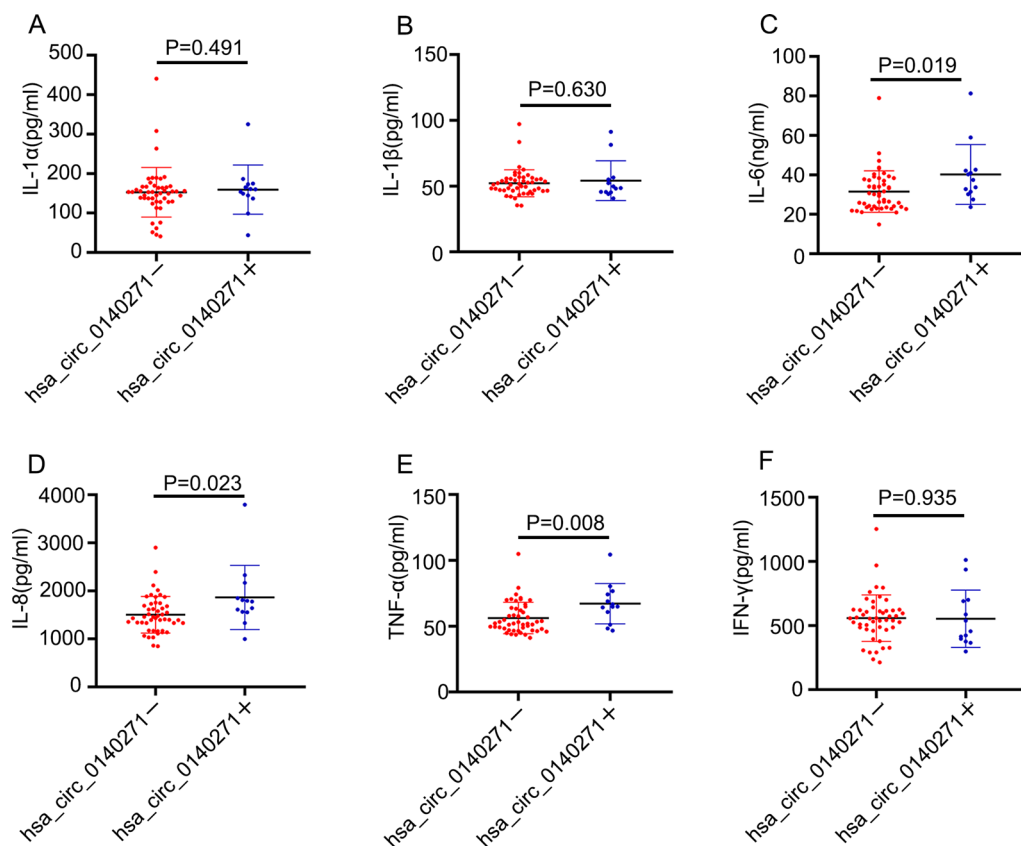 A
IL-1α(pg/ml)
500
400
300
200
100
0
P=0.491
hsa_circ_0140271−
hsa_circ_0140271+
B
IL-1β(pg/ml)
150
100
50
0
P=0.630
hsa_circ_0140271−
hsa_circ_0140271+
C
IL-6(ng/ml)
100
80
60
40
20
0
P=0.019
hsa_circ_0140271−
hsa_circ_0140271+
D
IL-8(pg/ml)
4000
3000
2000
1000
0
P=0.023
hsa_circ_0140271−
hsa_circ_0140271+
E
TNF-α(pg/ml)
150
100
50
0
P=0.008
hsa_circ_0140271−
hsa_circ_0140271+
F
IFN-γ(pg/ml)
1500
1000
500
0
P=0.935
hsa_circ_0140271−
hsa_circ_0140271+